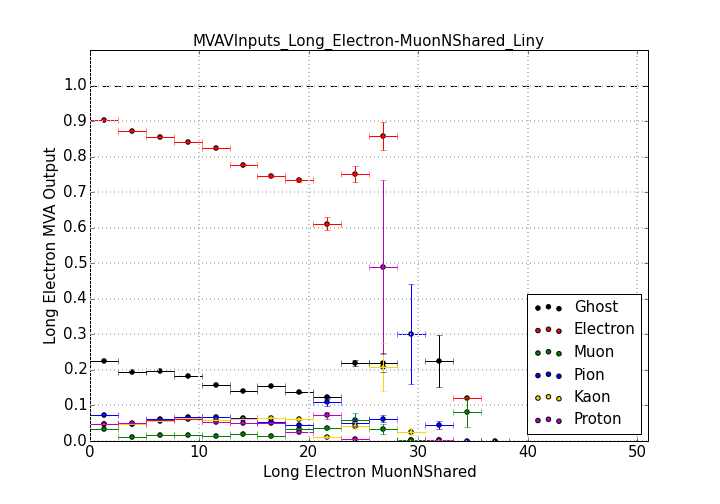 MVAVInputs_Long_Electron-MuonNShared_Liny
1.0
0.9
0.8
0.7
0.6
0.5
0.4
0.3
0.2
0.1
0.0
Long Electron MVA Output
Ghost
Electron
Muon
Pion
Kaon
Proton
0 10 20 30 40 50
Long Electron MuonNShared